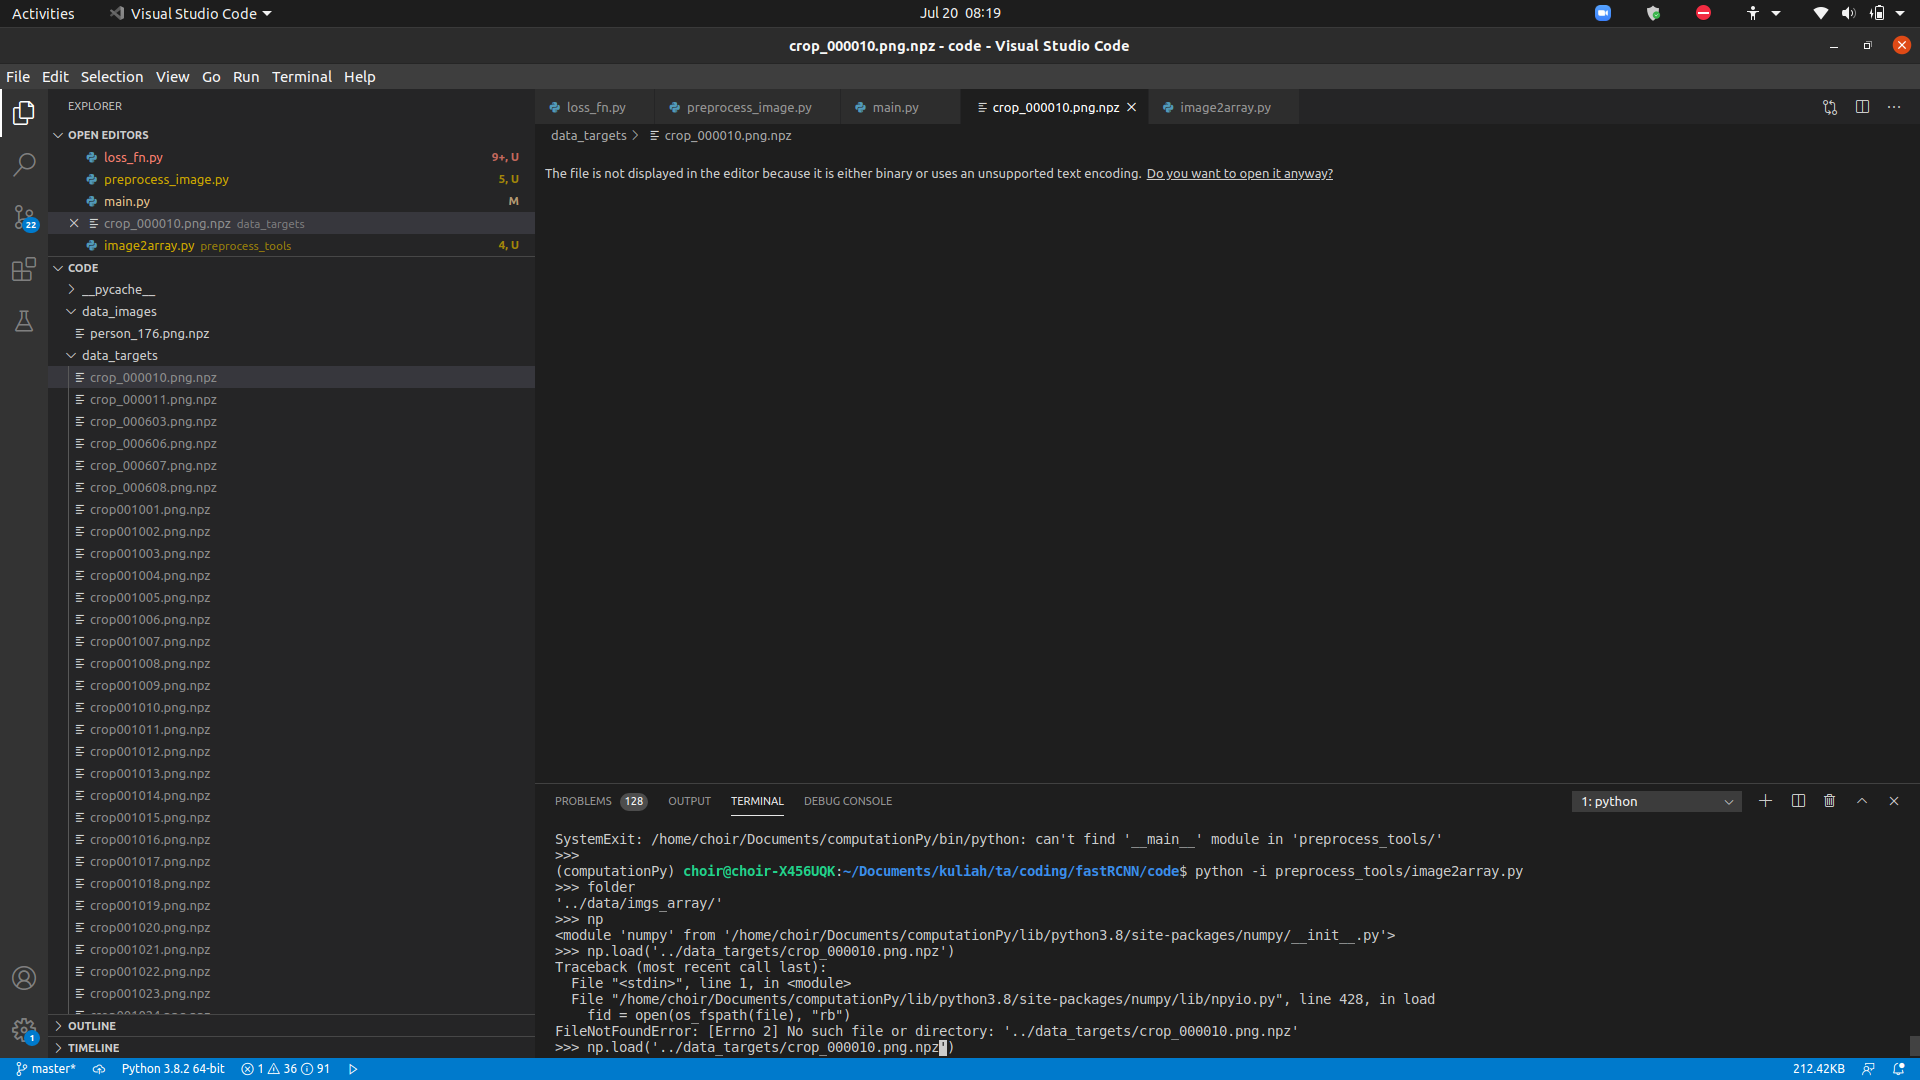 Activities
Visual Studio Code
Jul 20 08:19
crop_000010.png.npz - code - Visual Studio Code
File Edit Selection View Go Run Terminal Help
EXPLORER
OPEN EDITORS
loss_fn.py 9+, U
preprocess_image.py 5, U
main.py M
crop_000010.png.npz data_targets
image2array.py preprocess_tools 4, U
CODE
__pycache__
data_images
person_176.png.npz
data_targets
crop_000010.png.npz
crop_000011.png.npz
crop_000603.png.npz
crop_000606.png.npz
crop_000607.png.npz
crop_000608.png.npz
crop001001.png.npz
crop001002.png.npz
crop001003.png.npz
crop001004.png.npz
crop001005.png.npz
crop001006.png.npz
crop001007.png.npz
crop001008.png.npz
crop001009.png.npz
crop001010.png.npz
crop001011.png.npz
crop001012.png.npz
crop001013.png.npz
crop001014.png.npz
crop001015.png.npz
crop001016.png.npz
crop001017.png.npz
crop001018.png.npz
crop001019.png.npz
crop001020.png.npz
crop001021.png.npz
crop001022.png.npz
crop001023.png.npz
OUTLINE
TIMELINE
22
1
loss_fn.py preprocess_image.py main.py crop_000010.png.npz image2array.py
data_targets > crop_000010.png.npz
The file is not displayed in the editor because it is either binary or uses an unsupported text encoding. Do you want to open it anyway?
PROBLEMS 128 OUTPUT TERMINAL DEBUG CONSOLE
1: python
SystemExit: /home/choir/Documents/computationPy/bin/python: can't find '__main__' module in 'preprocess_tools/'
>>>
(computationPy) choir@choir-X456UQK:~/Documents/kuliah/ta/coding/fastRCNN/code$ python -i preprocess_tools/image2array.py
>>> folder
'../data/imgs_array/'
>>> np
<module 'numpy' from '/home/choir/Documents/computationPy/lib/python3.8/site-packages/numpy/__init__.py'>
>>> np.load('../data_targets/crop_000010.png.npz')
Traceback (most recent call last):
File "<stdin>", line 1, in <module>
File "/home/choir/Documents/computationPy/lib/python3.8/site-packages/numpy/lib/npyio.py", line 428, in load
fid = open(os_fspath(file), "rb")
FileNotFoundError: [Errno 2] No such file or directory: '../data_targets/crop_000010.png.npz'
>>> np.load('../data_targets/crop_000010.png.npz')
master* Python 3.8.2 64-bit 1 36 91
212.42KB